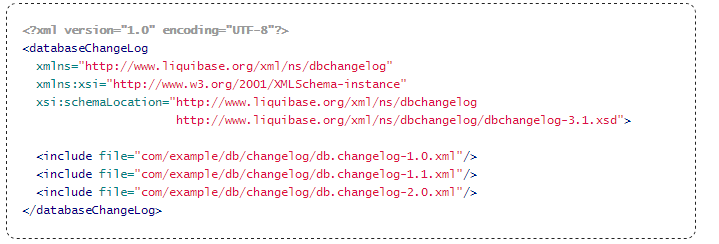 <?xml version="1.0" encoding="UTF-8"?>
<databaseChangeLog
  xmlns="http://www.liquibase.org/xml/ns/dbchangelog"
  xmlns:xsi="http://www.w3.org/2001/XMLSchema-instance"
  xsi:schemaLocation="http://www.liquibase.org/xml/ns/dbchangelog
                      http://www.liquibase.org/xml/ns/dbchangelog/dbchangelog-3.1.xsd">
  <include file="com/example/db/changelog/db.changelog-1.0.xml"/>
  <include file="com/example/db/changelog/db.changelog-1.1.xml"/>
  <include file="com/example/db/changelog/db.changelog-2.0.xml"/>
</databaseChangeLog>